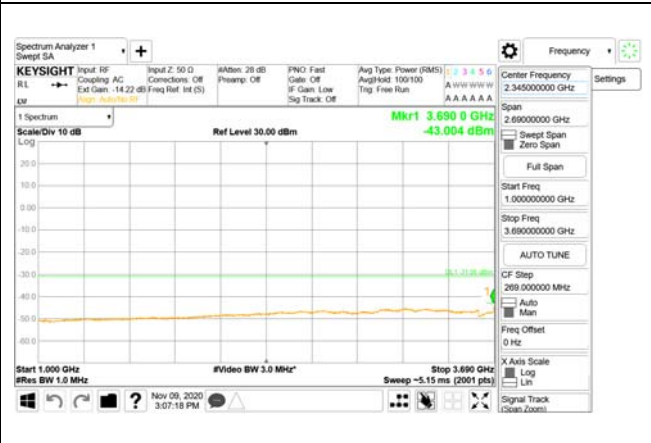 Spectrum Analyzer 1
Swept SA
+
Frequency
KEYSIGHT
RL
Input: RF
Coupling: AC
Ext Gain: -14.22 dB
Align: Auto/No RF
Input Z: 50 Ω
Corrections: Off
Freq Ref: Int (S)
#Atten: 28 dB
Preamp: Off
PNO: Fast
Gate: Off
IF Gain: Low
Sig Track: Off
Avg Type: Power (RMS)
Avg|Hold: 100/100
Trig: Free Run
1 2 3 4 5 6
A W W W W W
A A A A A A
1 Spectrum
Scale/Div 10 dB
Log
Ref Level 30.00 dBm
Mkr1 3.690 0 GHz
-43.004 dBm
20.0
10.0
0.00
-10.0
-20.0
-30.0
-40.0
-50.0
-60.0
1
Start 1.000 GHz
#Res BW 1.0 MHz
#Video BW 3.0 MHz*
Stop 3.690 GHz
Sweep ~5.15 ms (2001 pts)
Nov 09, 2020
3:07:18 PM
?
Center Frequency
2.345000000 GHz
Settings
Span
2.69000000 GHz
Swept Span
Zero Span
Full Span
Start Freq
1.000000000 GHz
Stop Freq
3.690000000 GHz
AUTO TUNE
CF Step
269.000000 MHz
Auto
Man
Freq Offset
0 Hz
X Axis Scale
Log
Lin
Signal Track
(Span Zoom)